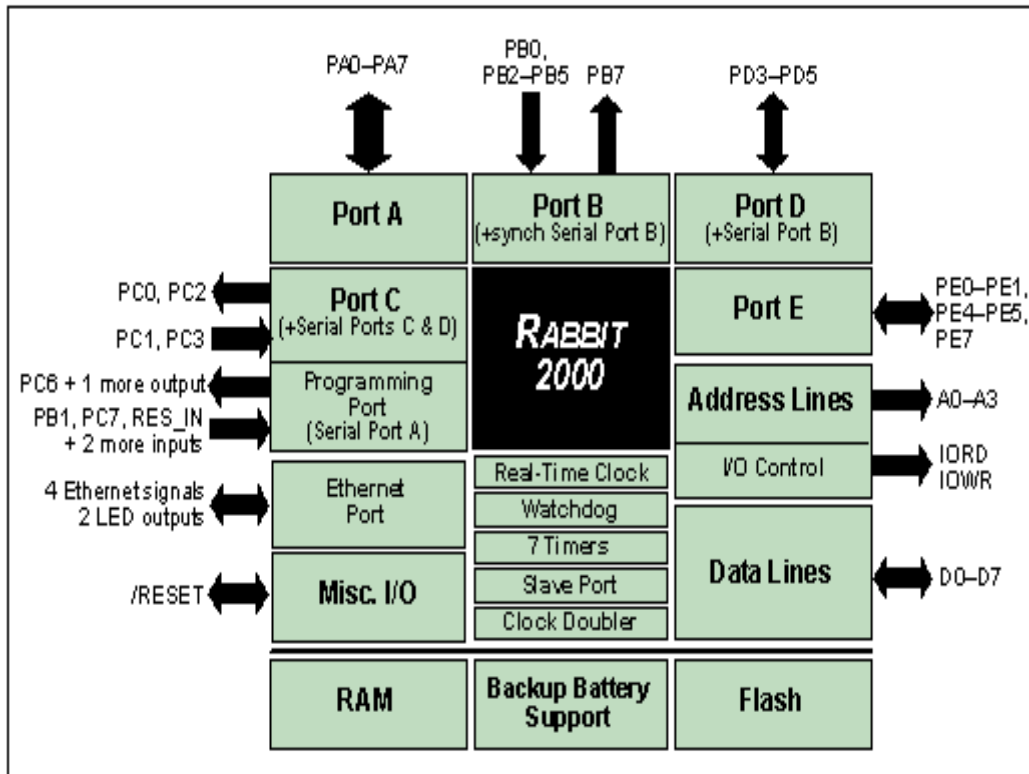 PA0–PA7
PB0,
PB2–PB5
PB7
PD3–PD5
Port A
Port B
(+synch Serial Port B)
Port D
(+Serial Port B)
PC0, PC2
PC1, PC3
Port C
(+Serial Ports C & D)
RABBIT
2000
Port E
PE0–PE1,
PE4–PE5,
PE7
PC6 + 1 more output
PB1, PC7, RES_IN
+ 2 more inputs
Programming
Port
(Serial Port A)
Address Lines
A0–A3
I/O Control
IORD
IOWR
4 Ethernet signals
2 LED outputs
Ethernet
Port
Real-Time Clock
Watchdog
7 Timers
Slave Port
Clock Doubler
Data Lines
D0–D7
/RESET
Misc. I/O
RAM
Backup Battery
Support
Flash